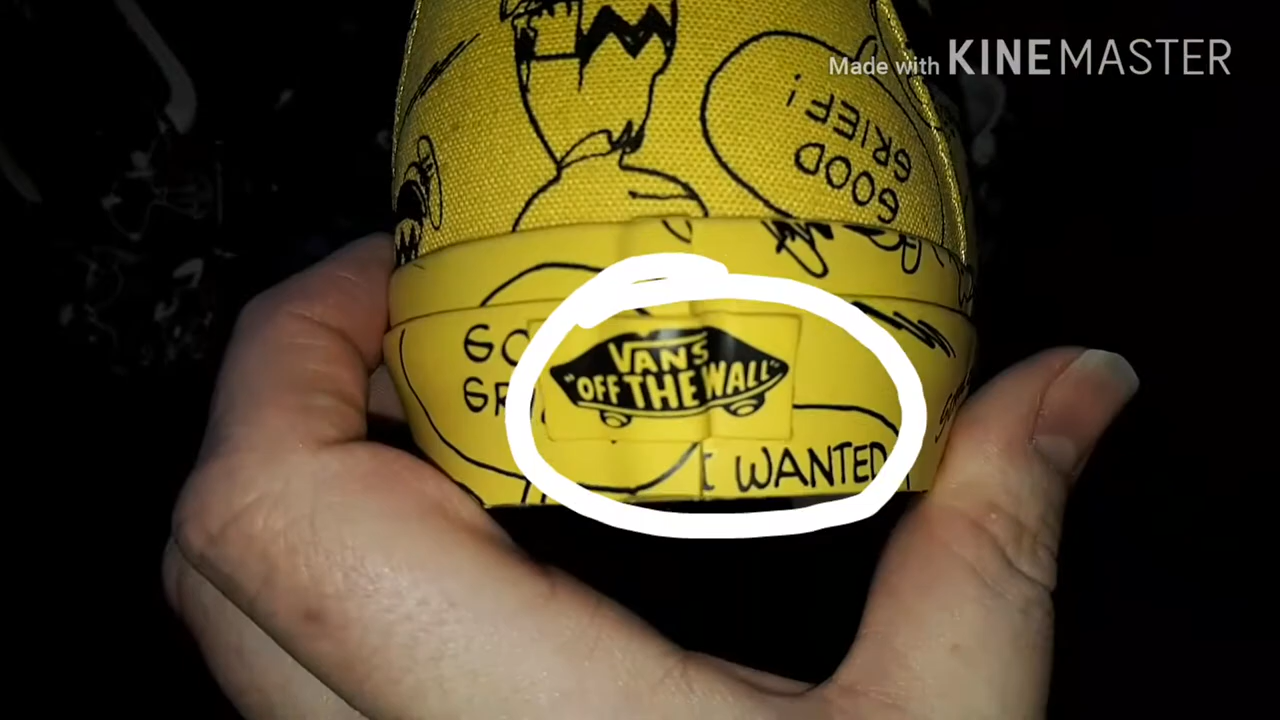 Made with KINEMASTER
GOOD
GRIEF!
VANS
"OFF THE WALL"
I WANTED